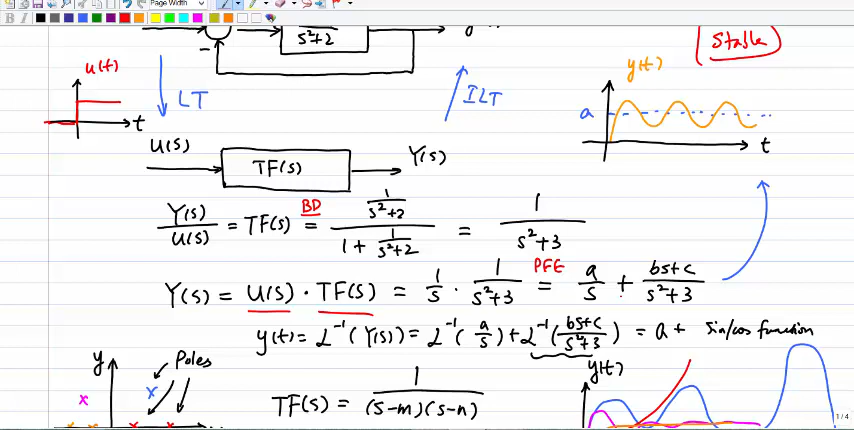 Page Width
B I U
1/(s²+2)
−
Stable
u(t)
t
LT
ILT
y(t)
a
t
U(s) TF(s) Y(s)
Y(s)/U(s) = TF(s) BD = (1/(s²+2))/(1 + 1/(s²+2)) = 1/(s²+3)
Y(s) = U(s) · TF(s) = 1/s · 1/(s²+3) PFE = a/s + (bs+c)/(s²+3)
y(t) = L⁻¹(Y(s)) = L⁻¹(a/s) + L⁻¹((bs+c)/(s²+3)) = a + sin/cos function
y
Poles
x x
TF(s) = 1/((s-m)(s-n))
y(t)
1/4